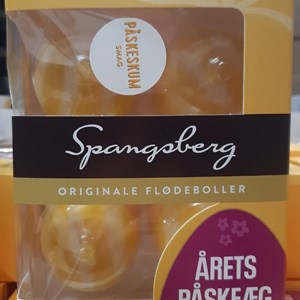 PÅSKESKUM
SMAG
Spangsberg
ORIGINALE FLØDEBOLLER
ÅRETS
PÅSKEÆG